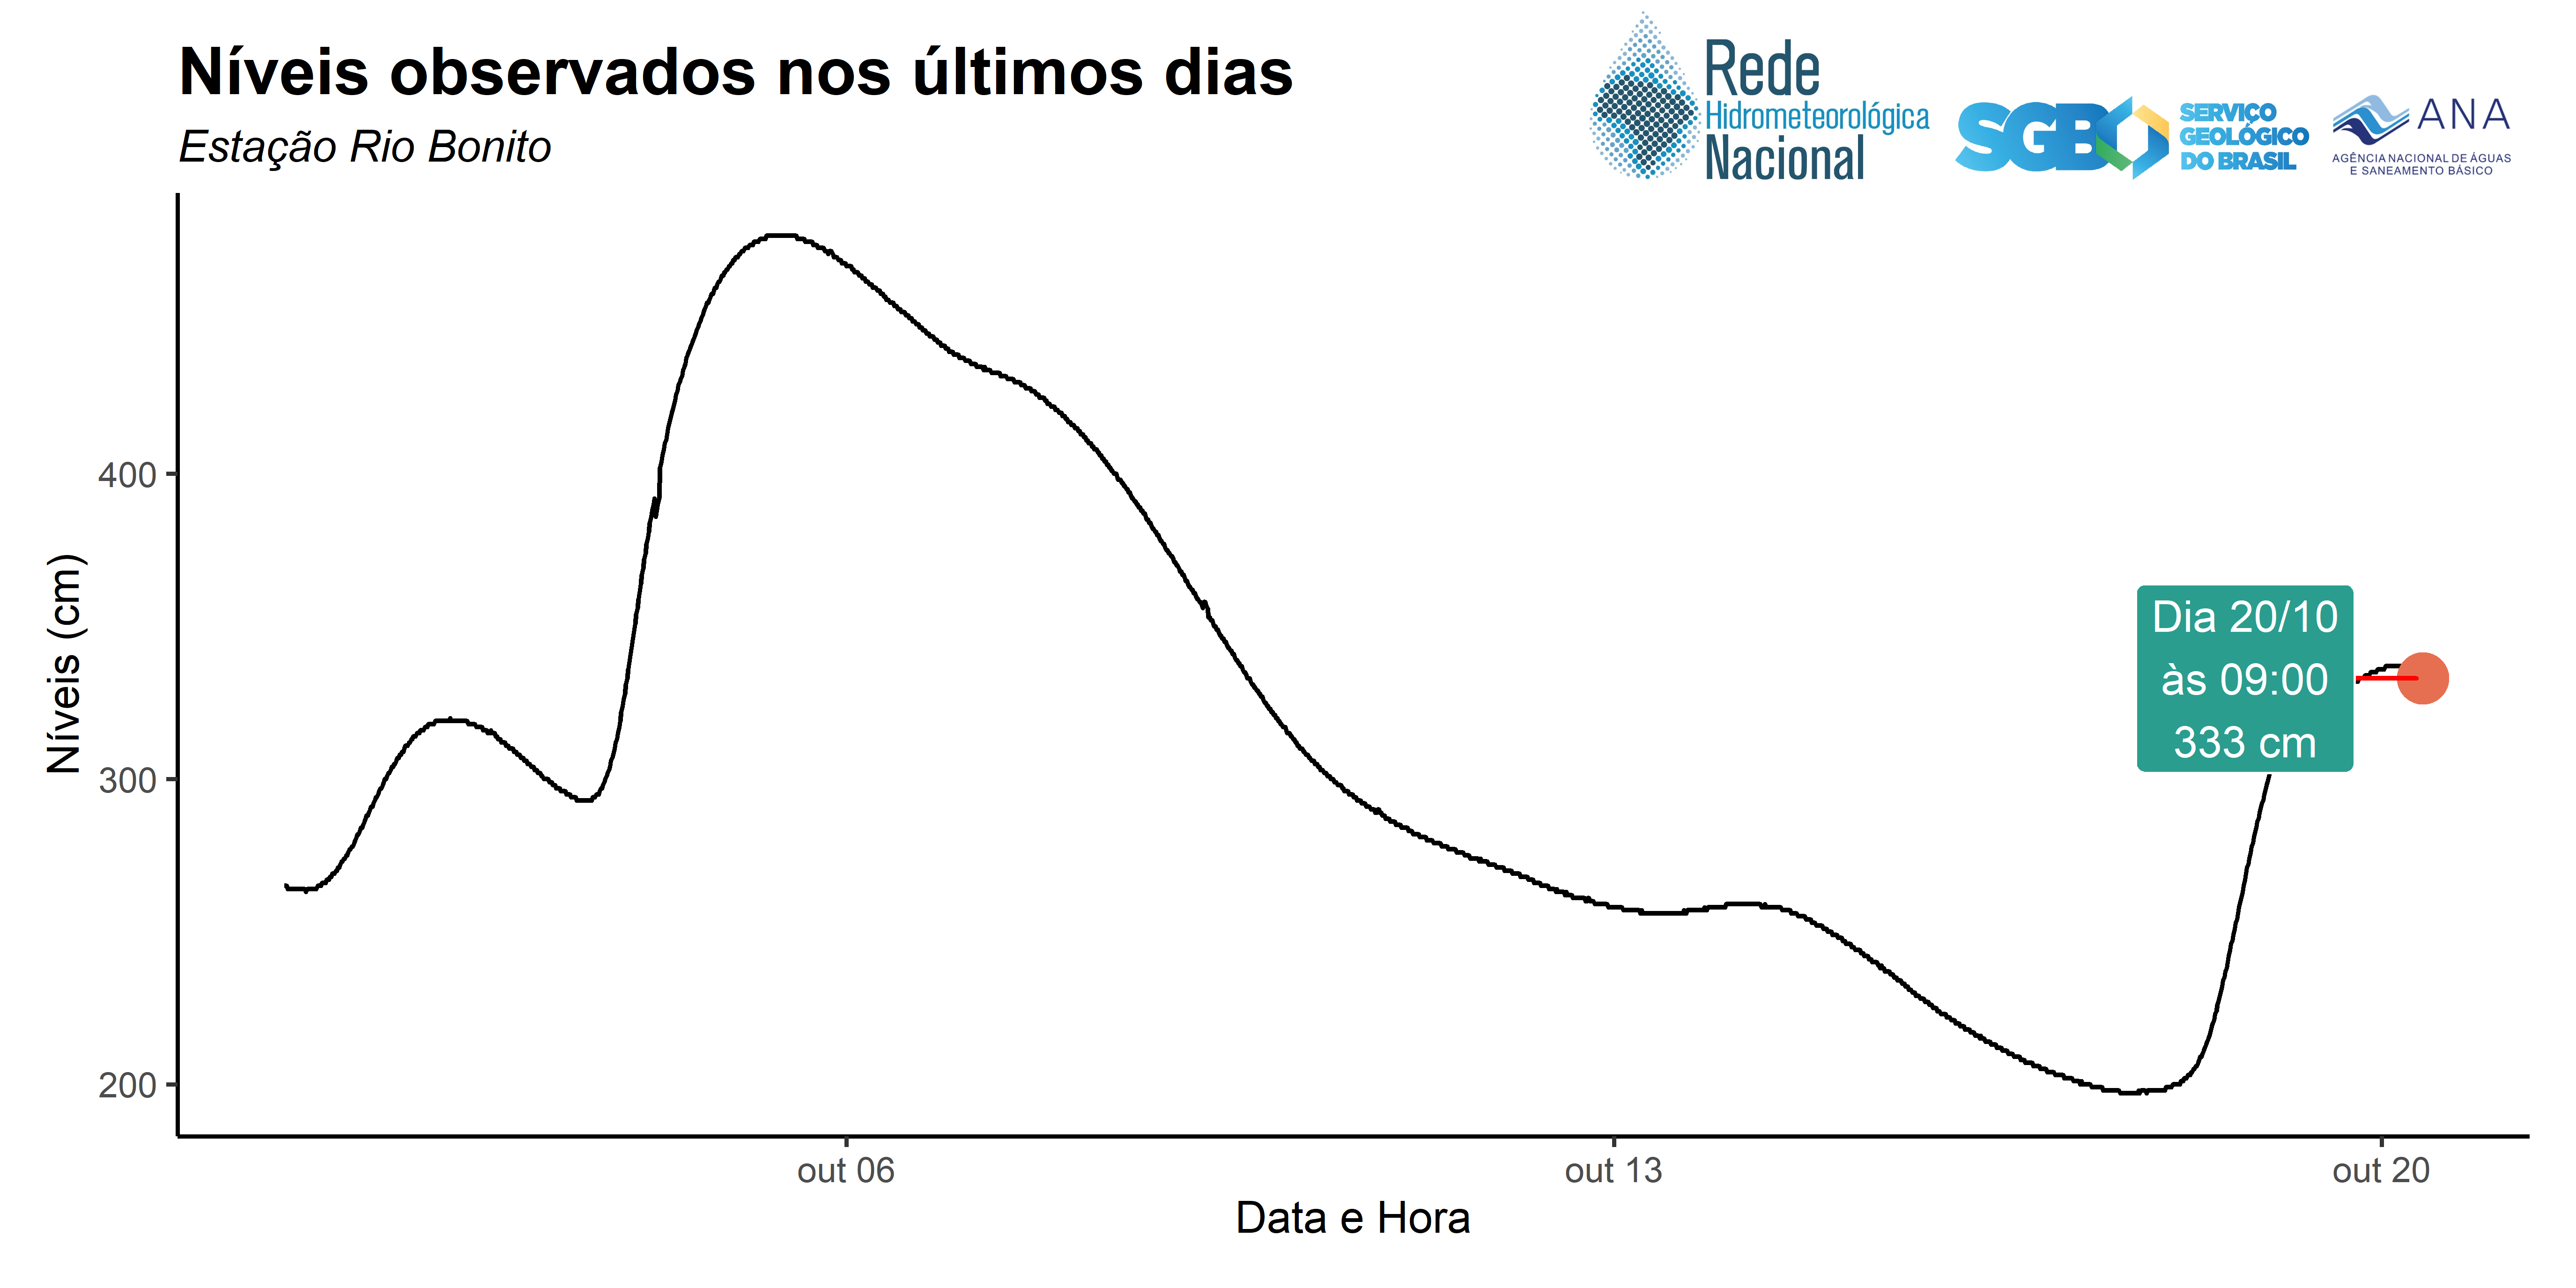 Níveis observados nos últimos dias
Estação Rio Bonito
Rede
Hidrometeorológica
Nacional
SGB
SERVIÇO
GEOLÓGICO
DO BRASIL
ANA
AGÊNCIA NACIONAL DE ÁGUAS
E SANEAMENTO BÁSICO
Níveis (cm)
400
300
200
Dia 20/10
às 09:00
333 cm
out 06
out 13
out 20
Data e Hora